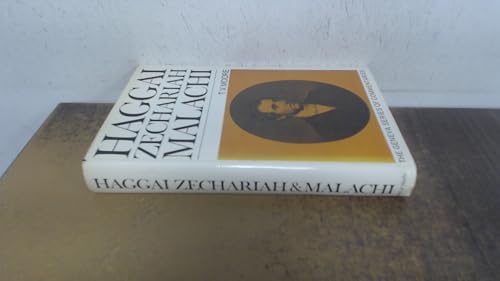 HAGGAI
ZECHARIAH
MALACHI
T V MOORE
THE GENEVA SERIES OF COMMENTARIES
HAGGAI ZECHARIAH & MALACHI